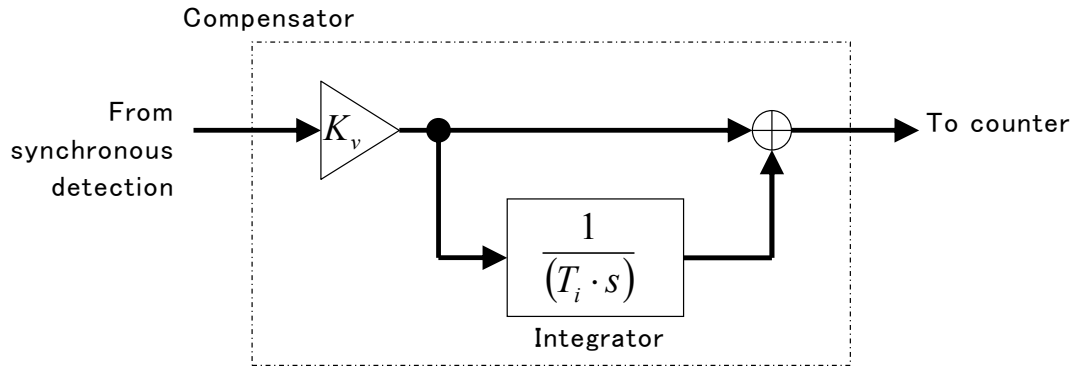 Compensator
From
synchronous
detection
K_v
To counter
1
(T_i · s)
Integrator